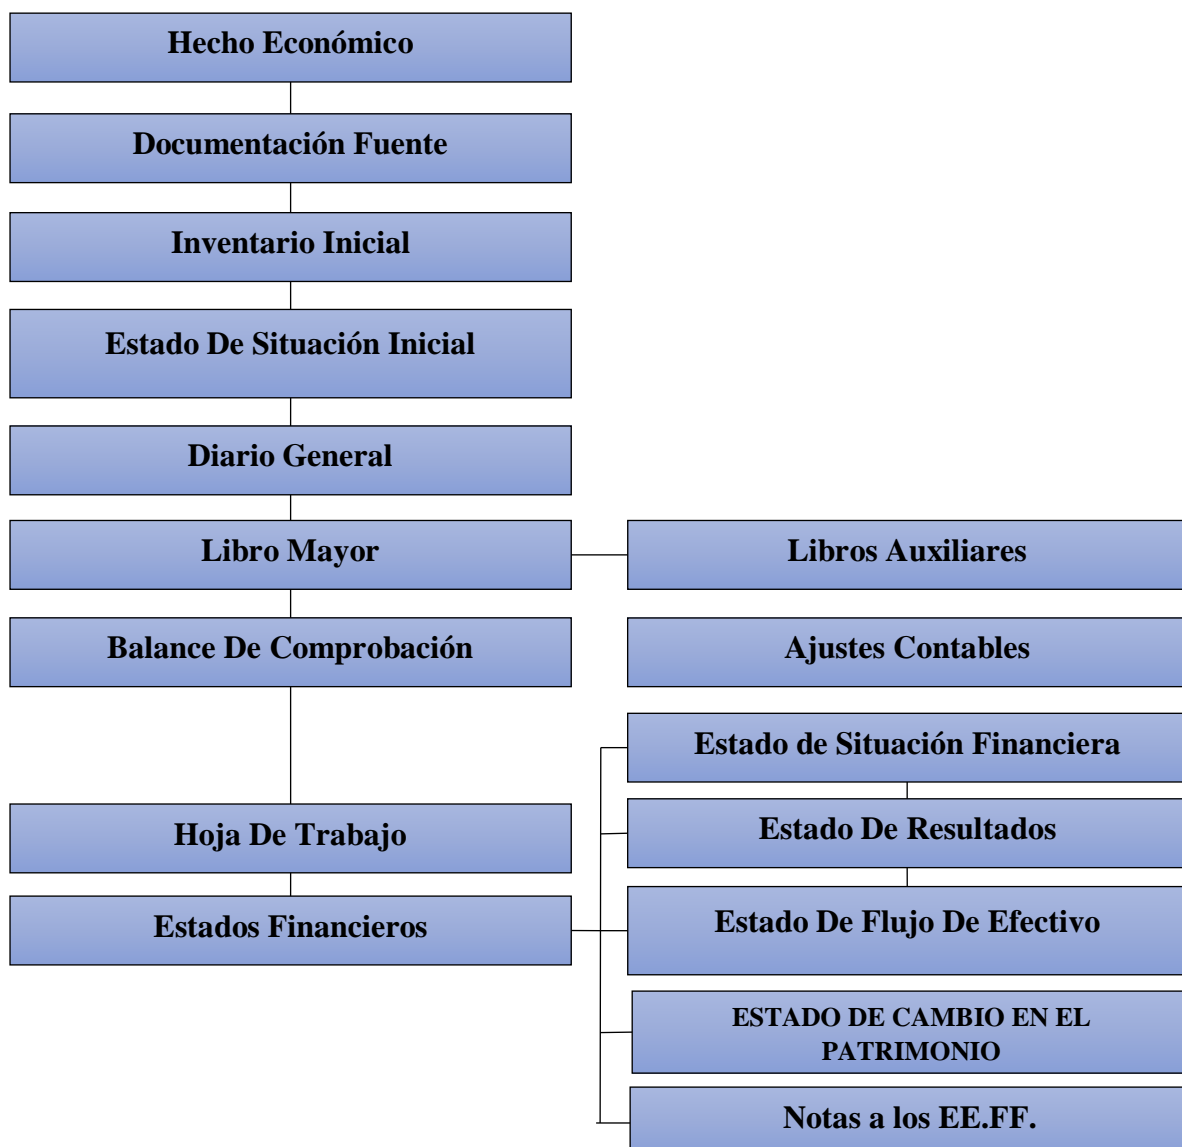 Hecho Económico
Documentación Fuente
Inventario Inicial
Estado De Situación Inicial
Diario General
Libro Mayor
Libros Auxiliares
Balance De Comprobación
Ajustes Contables
Estado de Situación Financiera
Hoja De Trabajo
Estado De Resultados
Estados Financieros
Estado De Flujo De Efectivo
ESTADO DE CAMBIO EN EL
PATRIMONIO
Notas a los EE.FF.